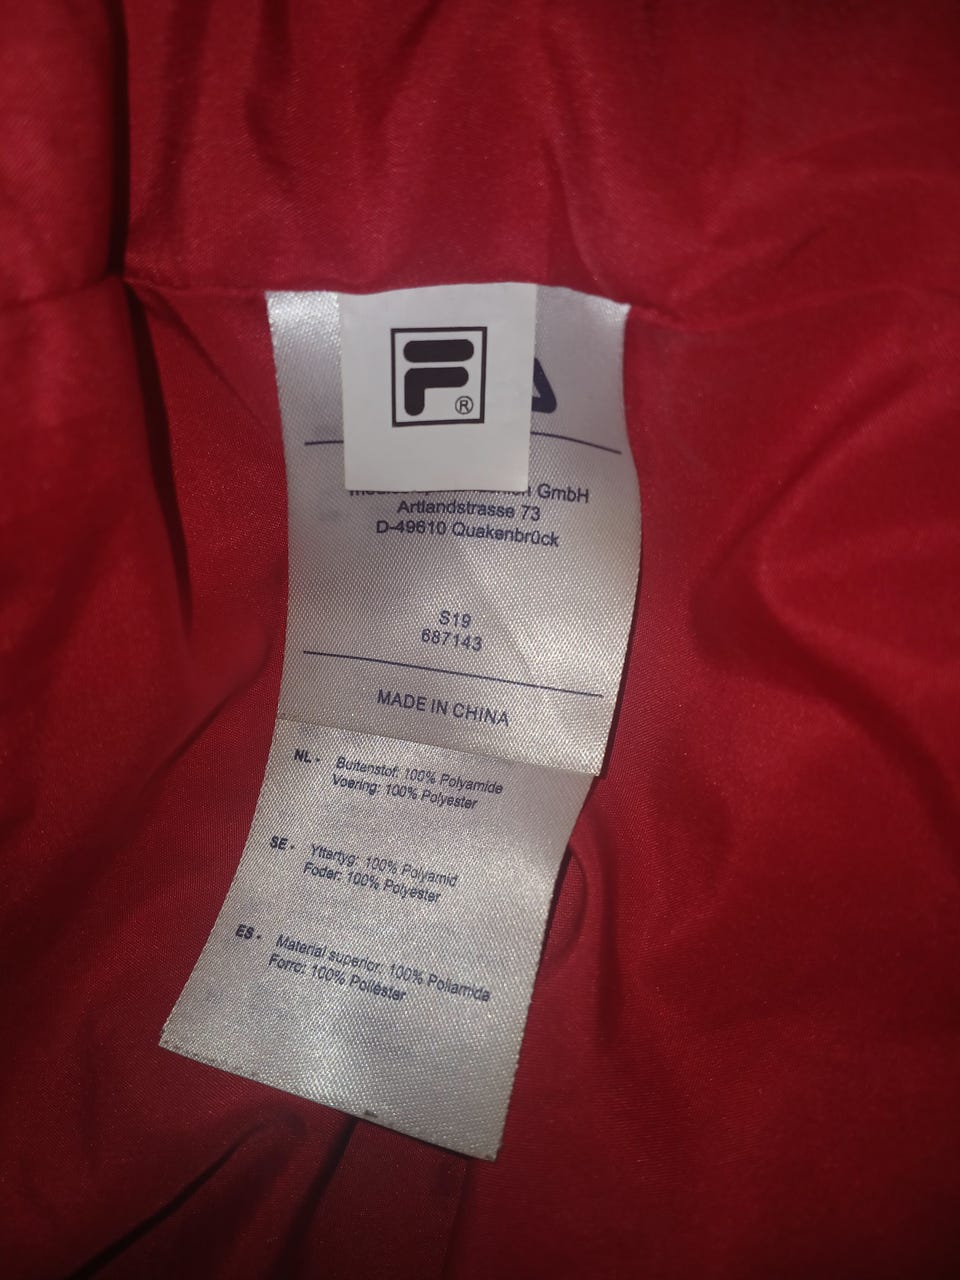 F®
GmbH
Artlandstrasse 73
D-49610 Quakenbrück
S19
687143
MADE IN CHINA
NL - Buitenstof: 100% Polyamide
Voering: 100% Polyester
SE - Yttertyg: 100% Polyamid
Foder: 100% Polyester
ES - Material superior: 100% Poliamida
Forro: 100% Poliéster